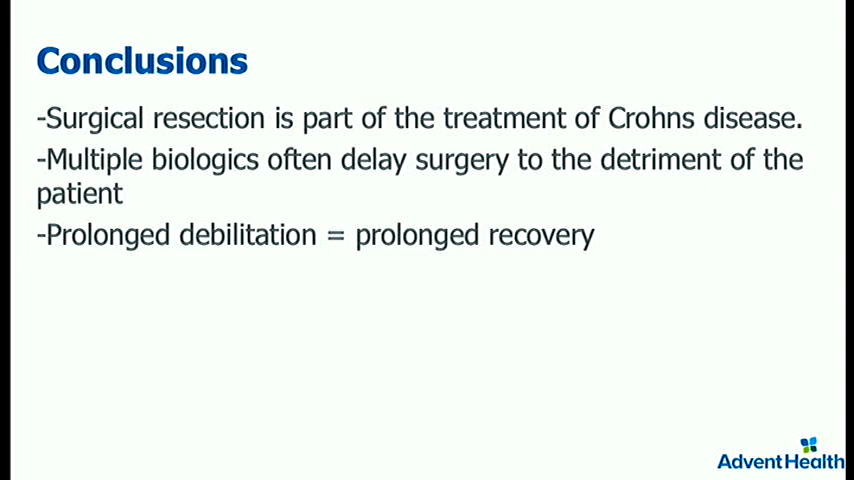 Conclusions
-Surgical resection is part of the treatment of Crohns disease.
-Multiple biologics often delay surgery to the detriment of the
patient
-Prolonged debilitation = prolonged recovery
AdventHealth